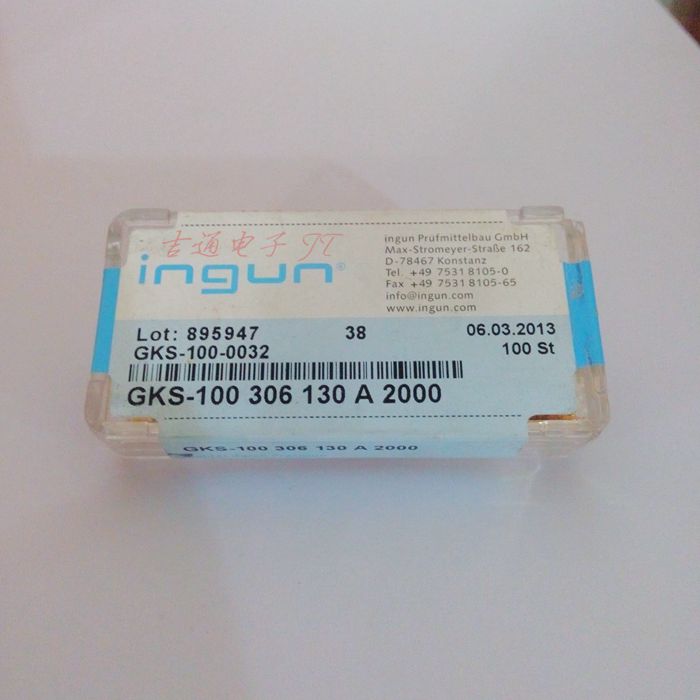 吉通电子 JT
ingun®
ingun Prüfmittelbau GmbH
Max-Stromeyer-Straße 162
D-78467 Konstanz
Tel. +49 7531 8105-0
Fax +49 7531 8105-65
info@ingun.com
www.ingun.com
Lot: 895947 38 06.03.2013
GKS-100-0032 100 St
GKS-100 306 130 A 2000
GKS-100 306 130 A 2000